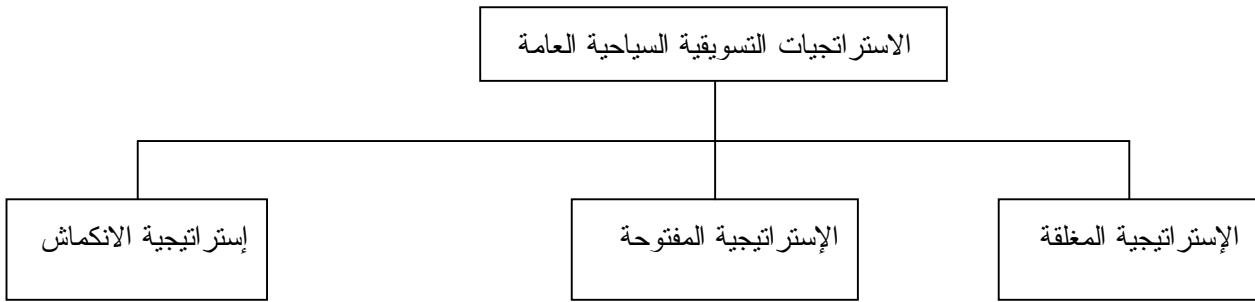 الاستراتجيات التسويقية السياحية العامة
الإستراتيجية المغلقة
الإستراتيجية المفتوحة
إستراتيجية الانكماش